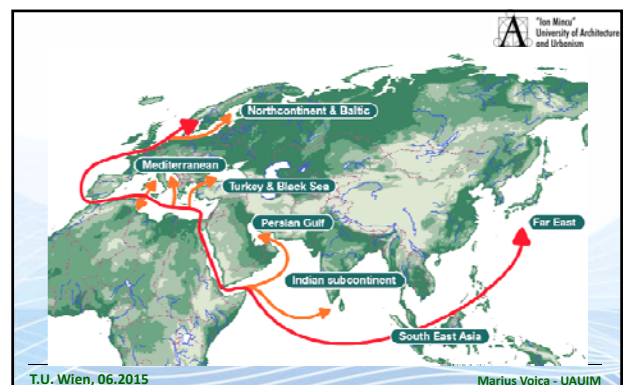 "Ion Mincu"
University of Architecture
and Urbanism
Northcontinent & Baltic
Mediterranean
Turkey & Black Sea
Persian Gulf
Far East
Indian subcontinent
South East Asia
T.U. Wien, 06.2015
Marius Voica - UAUIM